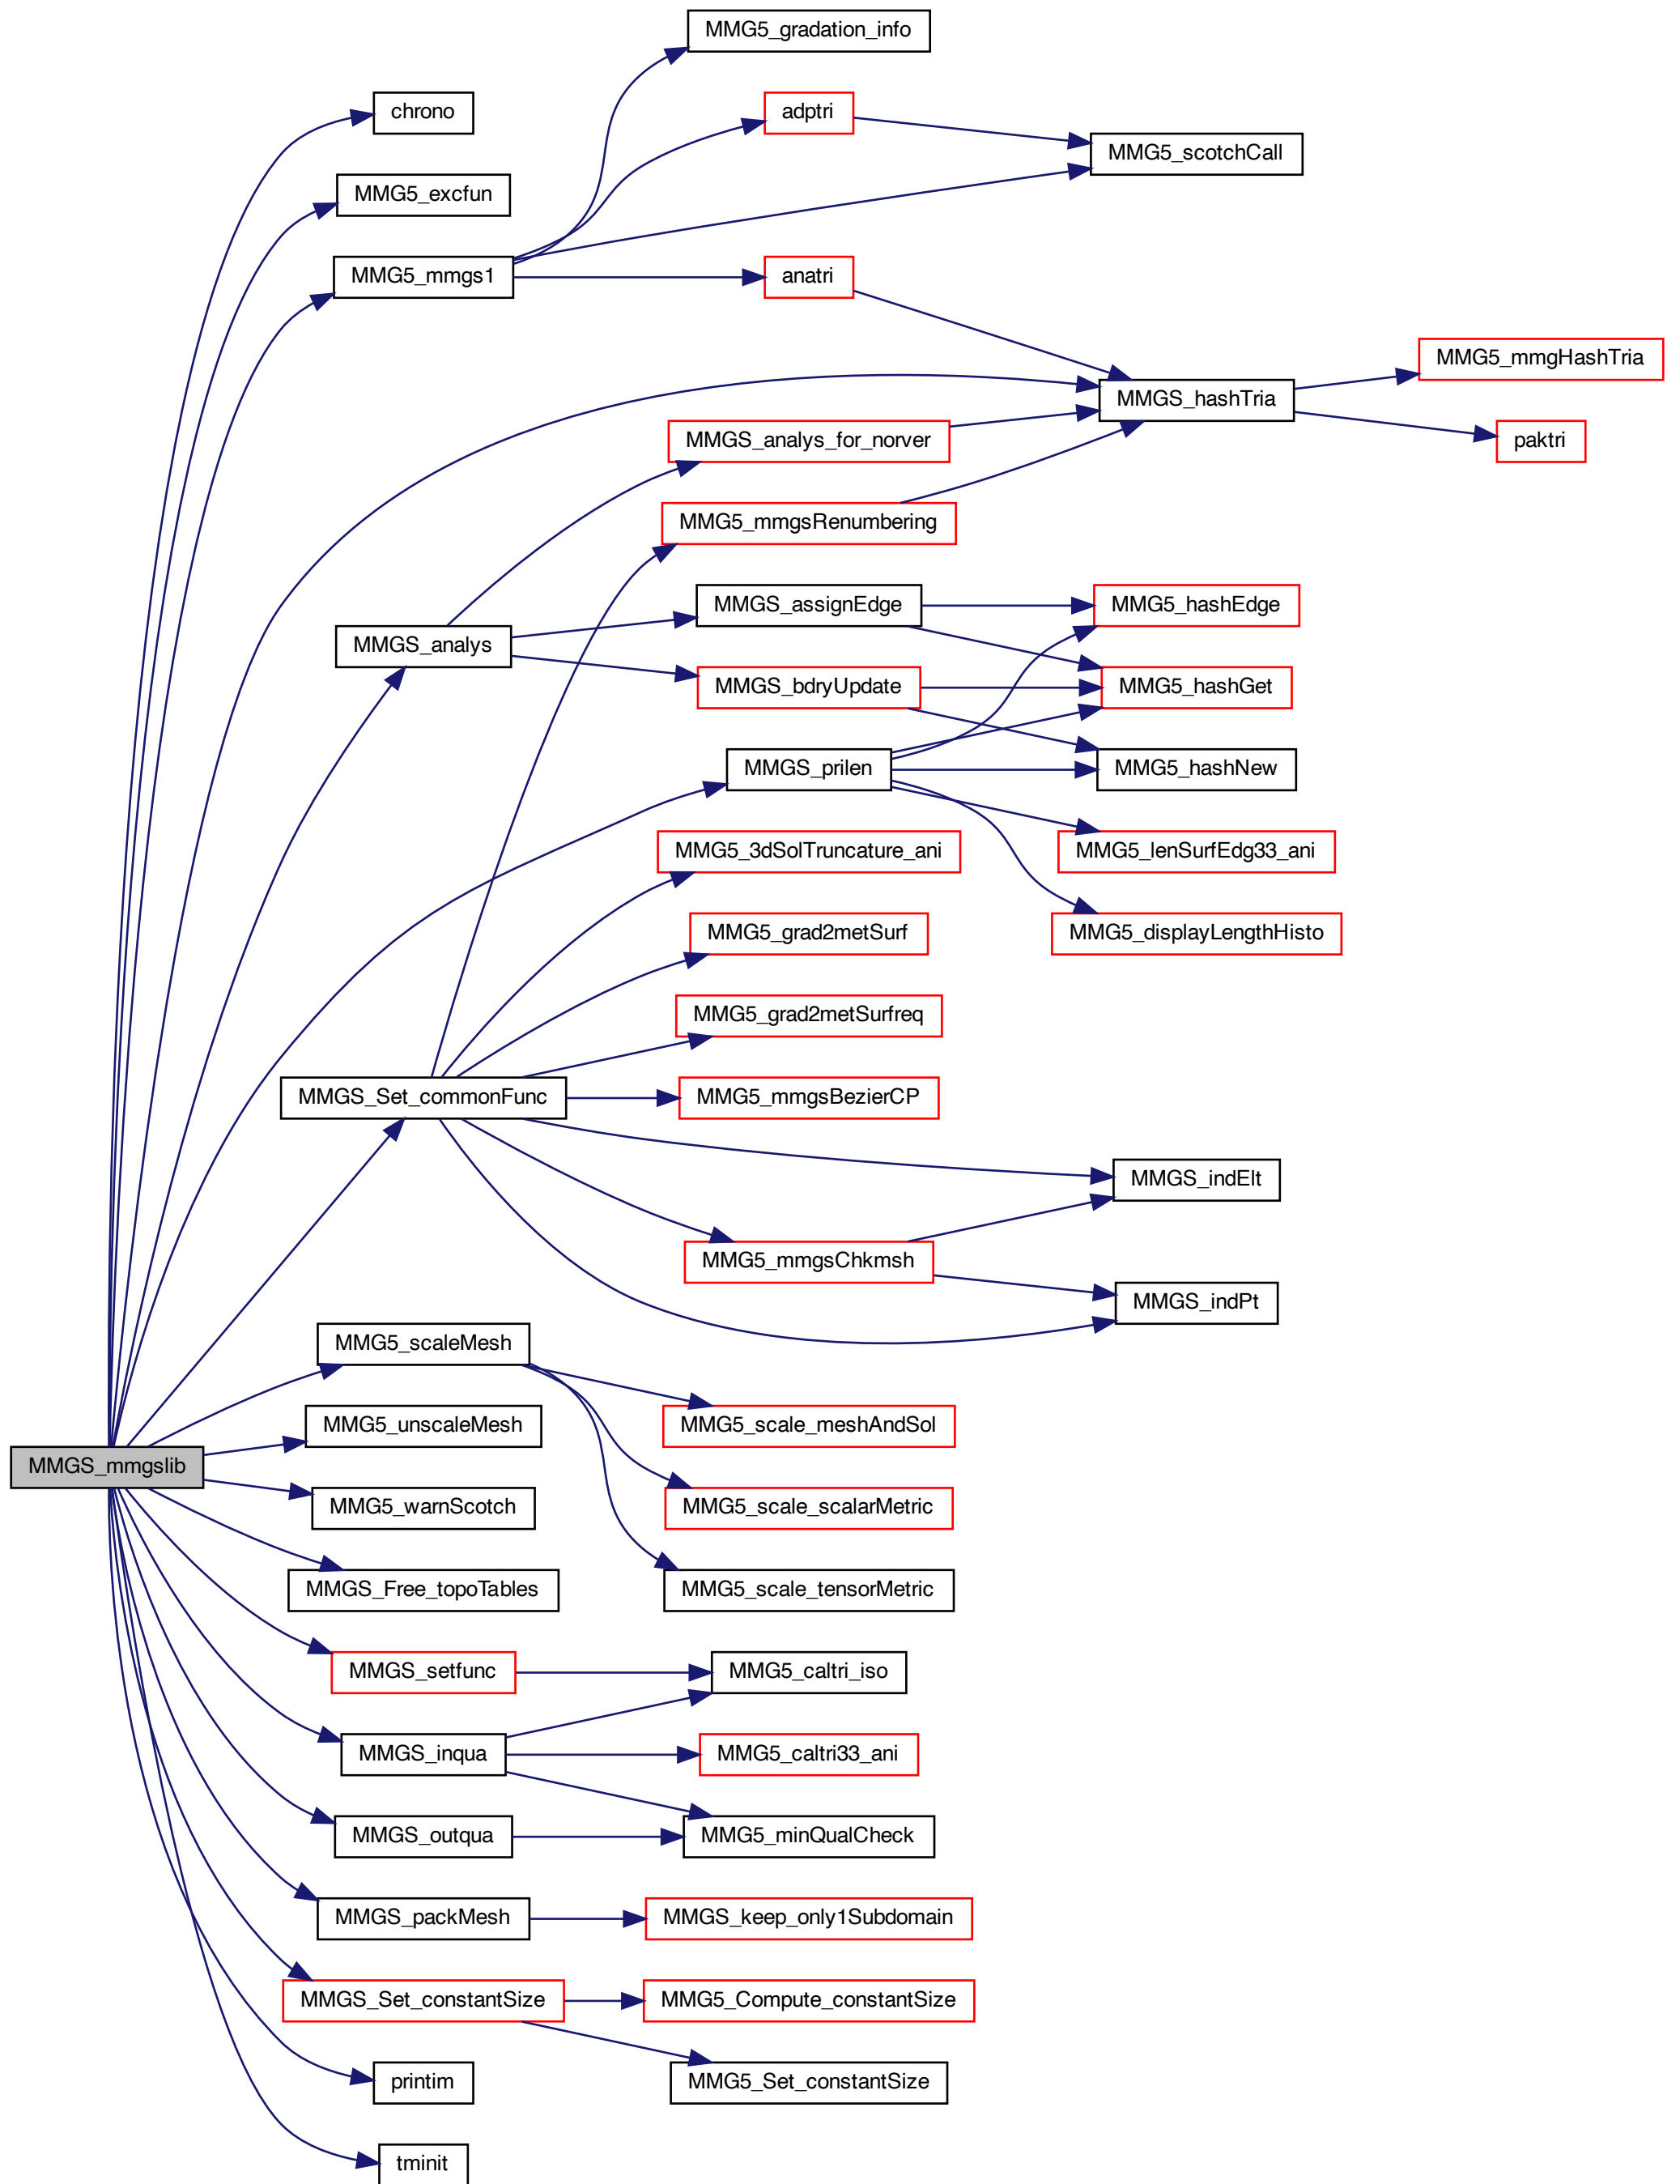 MMG5_gradation_info
chrono
adptri
MMG5_scotchCall
MMG5_excfun
MMG5_mmgs1
anatri
MMG5_mmgHashTria
MMGS_hashTria
MMGS_analys_for_norver
paktri
MMG5_mmgsRenumbering
MMGS_assignEdge
MMG5_hashEdge
MMGS_analys
MMGS_bdryUpdate
MMG5_hashGet
MMGS_prilen
MMG5_hashNew
MMG5_3dSolTruncature_ani
MMG5_lenSurfEdg33_ani
MMG5_grad2metSurf
MMG5_displayLengthHisto
MMG5_grad2metSurfreq
MMGS_Set_commonFunc
MMG5_mmgsBezierCP
MMGS_indElt
MMG5_mmgsChkmsh
MMGS_indPt
MMG5_scaleMesh
MMG5_scale_meshAndSol
MMG5_unscaleMesh
MMGS_mmgslib
MMG5_warnScotch
MMG5_scale_scalarMetric
MMGS_Free_topoTables
MMG5_scale_tensorMetric
MMGS_setfunc
MMG5_caltri_iso
MMGS_inqua
MMG5_caltri33_ani
MMGS_outqua
MMG5_minQualCheck
MMGS_packMesh
MMGS_keep_only1Subdomain
MMGS_Set_constantSize
MMG5_Compute_constantSize
printim
MMG5_Set_constantSize
tminit